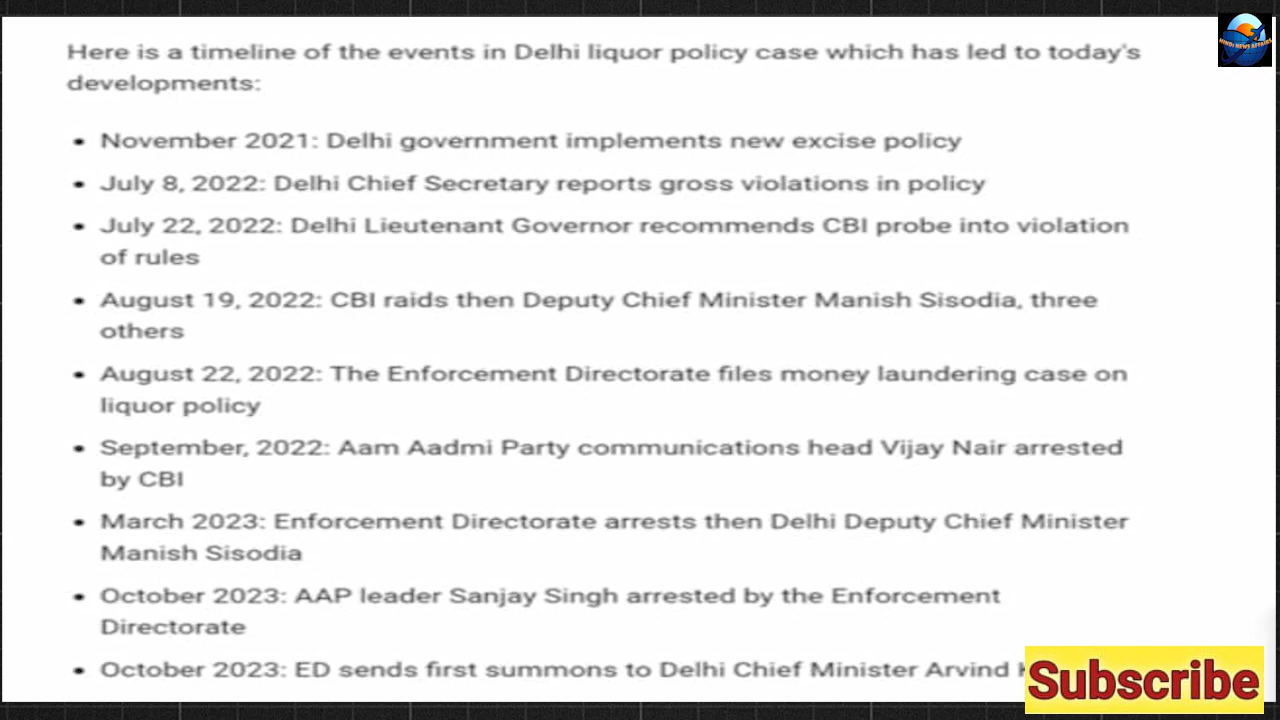 Here is a timeline of the events in Delhi liquor policy case which has led to today's
developments:
• November 2021: Delhi government implements new excise policy
• July 8, 2022: Delhi Chief Secretary reports gross violations in policy
• July 22, 2022: Delhi Lieutenant Governor recommends CBI probe into violation
of rules
• August 19, 2022: CBI raids then Deputy Chief Minister Manish Sisodia, three
others
• August 22, 2022: The Enforcement Directorate files money laundering case on
liquor policy
• September, 2022: Aam Aadmi Party communications head Vijay Nair arrested
by CBI
• March 2023: Enforcement Directorate arrests then Delhi Deputy Chief Minister
Manish Sisodia
• October 2023: AAP leader Sanjay Singh arrested by the Enforcement
Directorate
• October 2023: ED sends first summons to Delhi Chief Minister Arvind
Subscribe
HINDI NEWS AFFAIRS